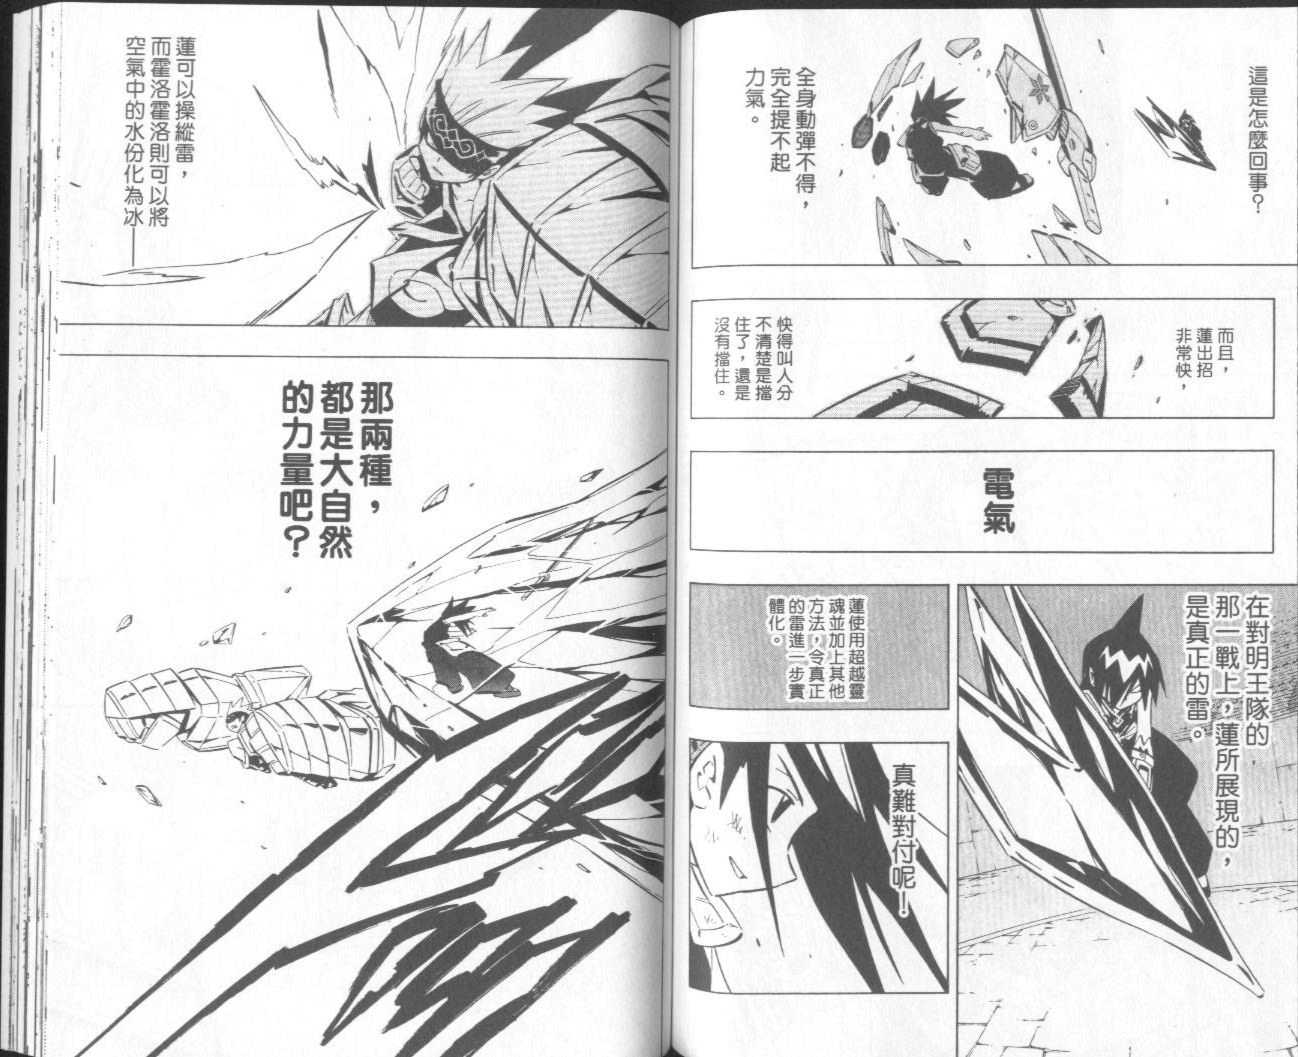 這是怎麼回事?
全身動彈不得，
完全提不起
力氣。
而且，
蓮出招
非常快，
快得叫人分
不清楚是擋
住了，還是
沒有擋住。
電氣
在對明王隊的
那一戰上，蓮所展現的，
是真正的雷。
蓮使用超越靈
魂並加上其他
方法，令真正
的雷進一步實
體化。
真難對付呢！
蓮可以操縱雷，
而霍洛霍洛則可以將
空氣中的水份化為冰—
那兩種，
都是大自然
的力量吧?